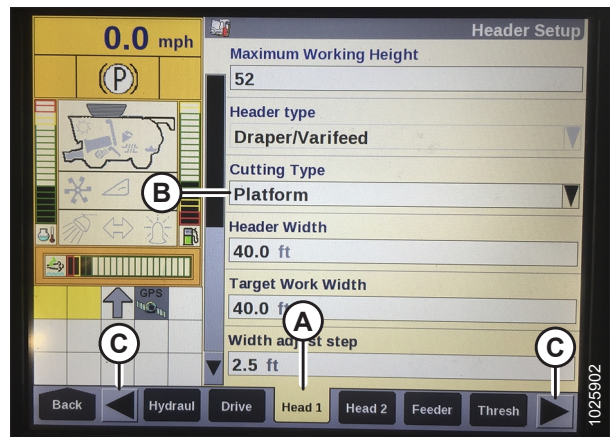 0.0 mph
Header Setup
(P)
Maximum Working Height
52
Header type
Draper/Varifeed
Cutting Type
B
Platform
Header Width
40.0 ft
Target Work Width
40.0 ft
GPS
A
C
C
Width adjust step
2.5 ft
Back
Hydraul
Drive
Head 1
Head 2
Feeder
Thresh
1025902